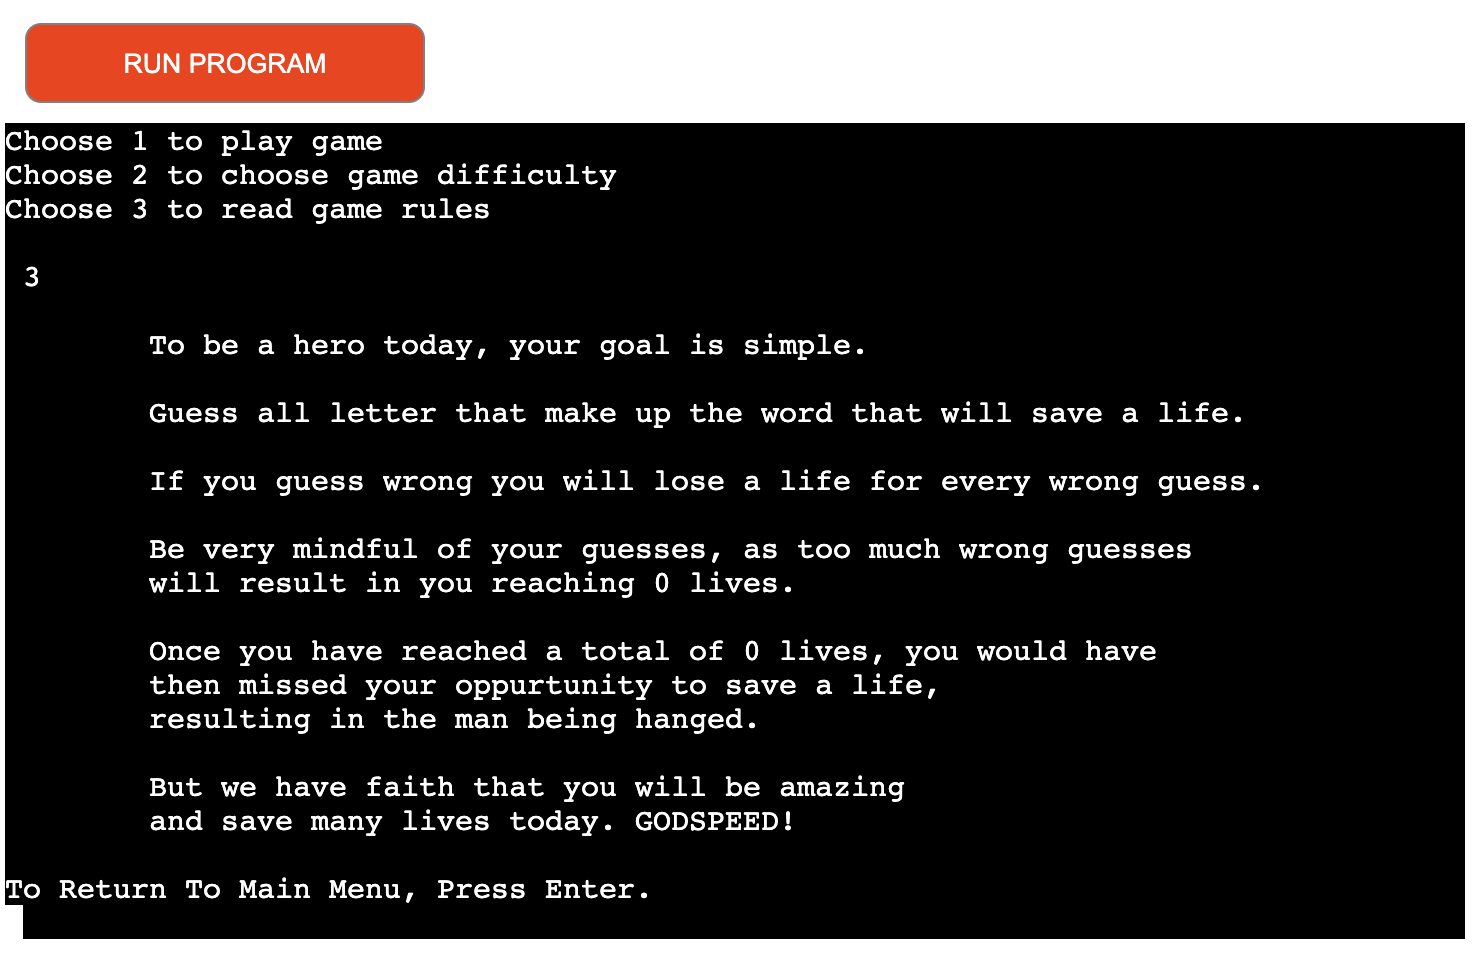 RUN PROGRAM
Choose 1 to play game
Choose 2 to choose game difficulty
Choose 3 to read game rules
3
To be a hero today, your goal is simple.
Guess all letter that make up the word that will save a life.
If you guess wrong you will lose a life for every wrong guess.
Be very mindful of your guesses, as too much wrong guesses
will result in you reaching 0 lives.
Once you have reached a total of 0 lives, you would have
then missed your oppurtunity to save a life,
resulting in the man being hanged.
But we have faith that you will be amazing
and save many lives today. GODSPEED!
To Return To Main Menu, Press Enter.